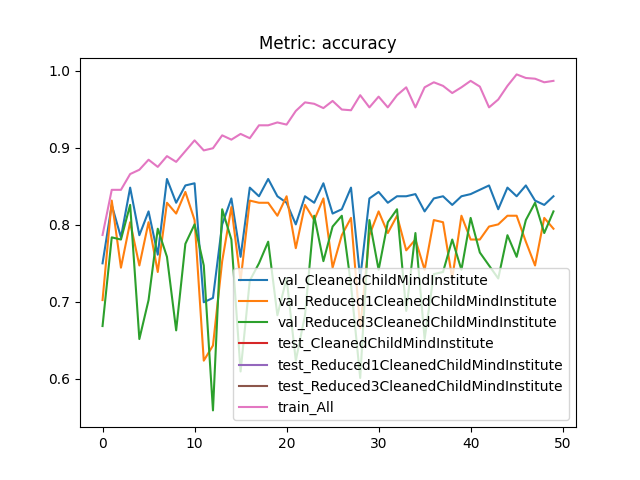 Metric: accuracy
1.0
0.9
0.8
0.7
0.6
0
10
20
30
40
50
val_CleanedChildMindInstitute
val_Reduced1CleanedChildMindInstitute
val_Reduced3CleanedChildMindInstitute
test_CleanedChildMindInstitute
test_Reduced1CleanedChildMindInstitute
test_Reduced3CleanedChildMindInstitute
train_All